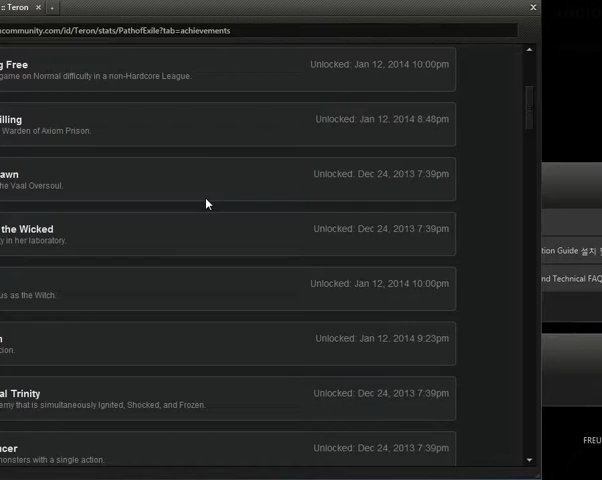 :: Teron
community.com/id/Teron/stats/PathofExile?tab=achievements
g Free
Unlocked: Jan 12, 2014 10:00pm
game on Normal difficulty in a non-Hardcore League.
illing
Unlocked: Jan 12, 2014 8:48pm
Warden of Axiom Prison.
awn
Unlocked: Dec 24, 2013 7:39pm
he Vaal Oversoul.
the Wicked
Unlocked: Dec 24, 2013 7:39pm
ty in her laboratory.
Unlocked: Jan 12, 2014 10:00pm
us as the Witch.
Unlocked: Jan 12, 2014 9:23pm
cion.
al Trinity
Unlocked: Dec 24, 2013 7:39pm
emy that is simultaneously Ignited, Shocked, and Frozen.
ncer
Unlocked: Dec 24, 2013 7:39pm
monsters with a single action.
tion Guide 설치 및
nd Technical FAQ
FREU